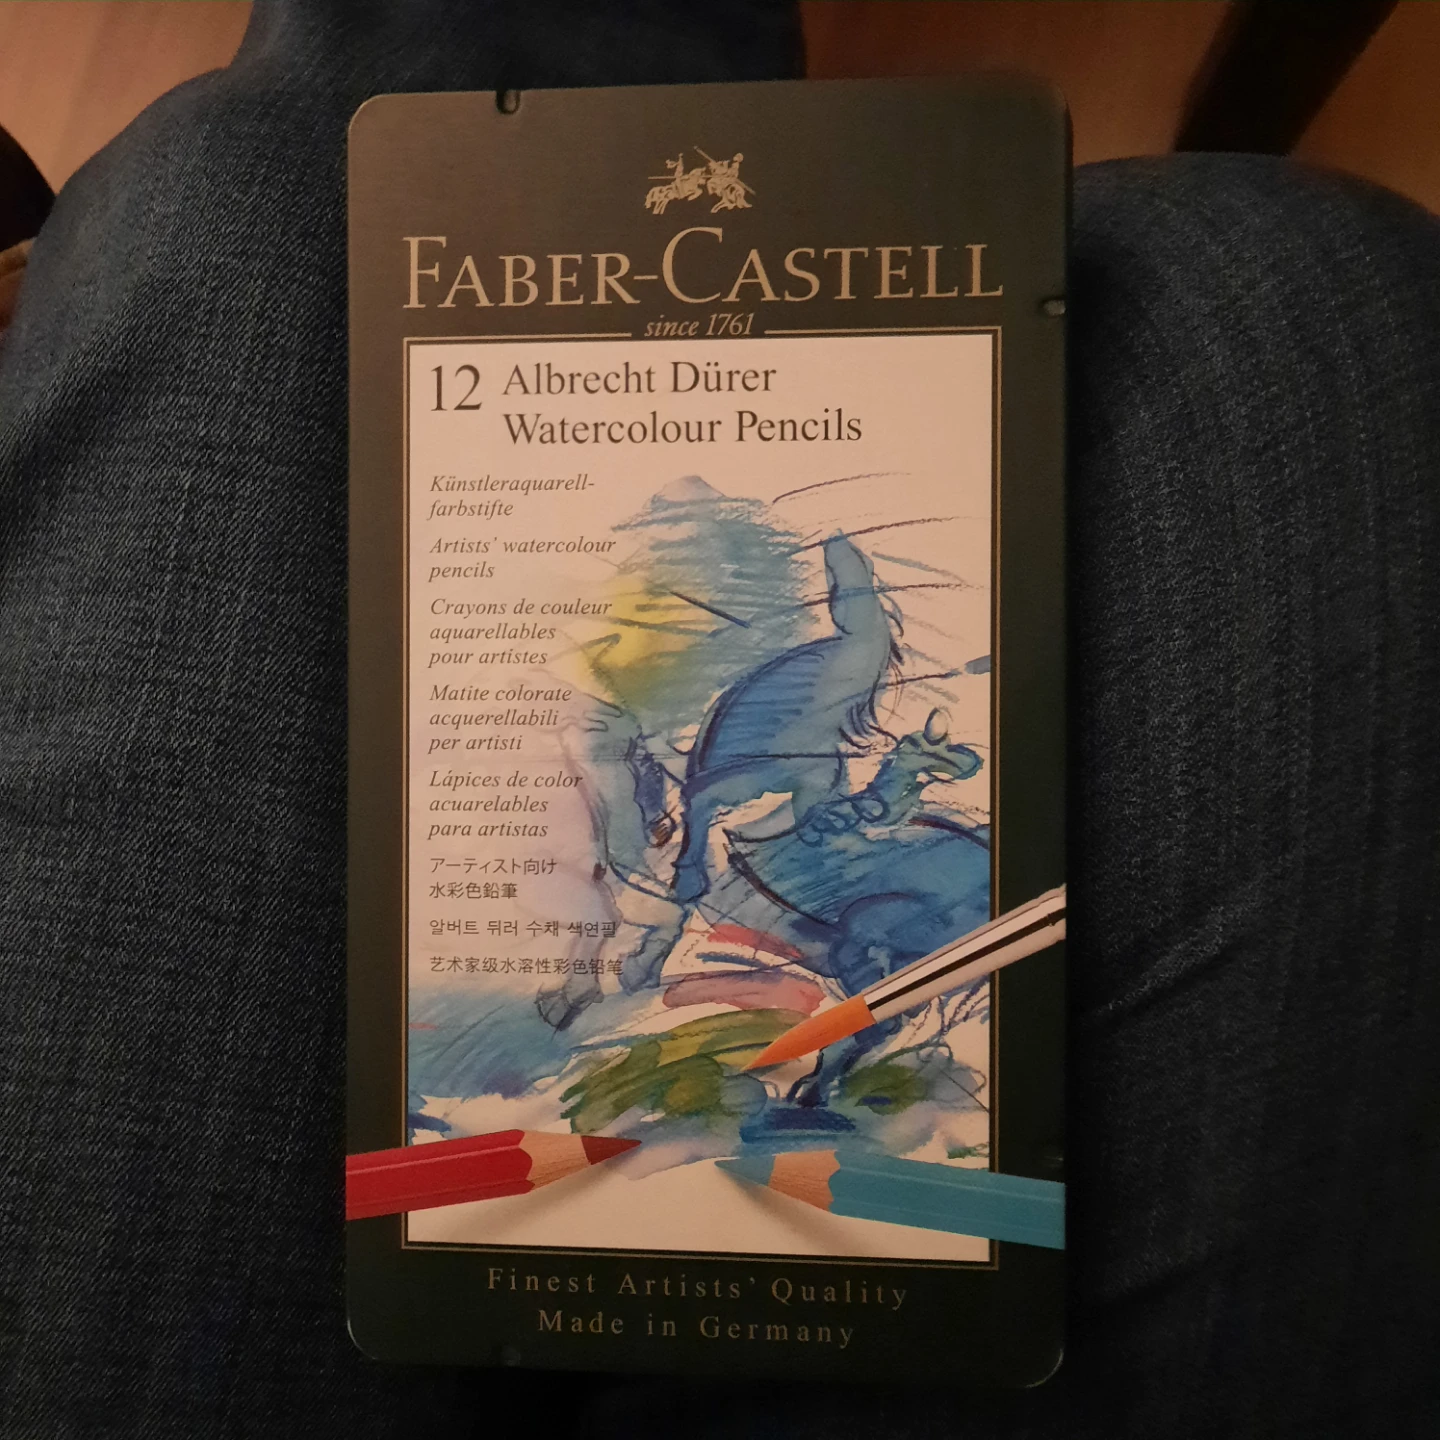 FABER-CASTELL
since 1761
12 Albrecht Dürer
Watercolour Pencils
Künstleraquarell-
farbstifte
Artists' watercolour
pencils
Crayons de couleur
aquarellables
pour artistes
Matite colorate
acquerellabili
per artisti
Lápices de color
acuarelables
para artistas
アーティスト向け
水彩色鉛筆
알버트 뒤러 수채 색연필
艺术家级水溶性彩色铅笔
Finest Artists' Quality
Made in Germany